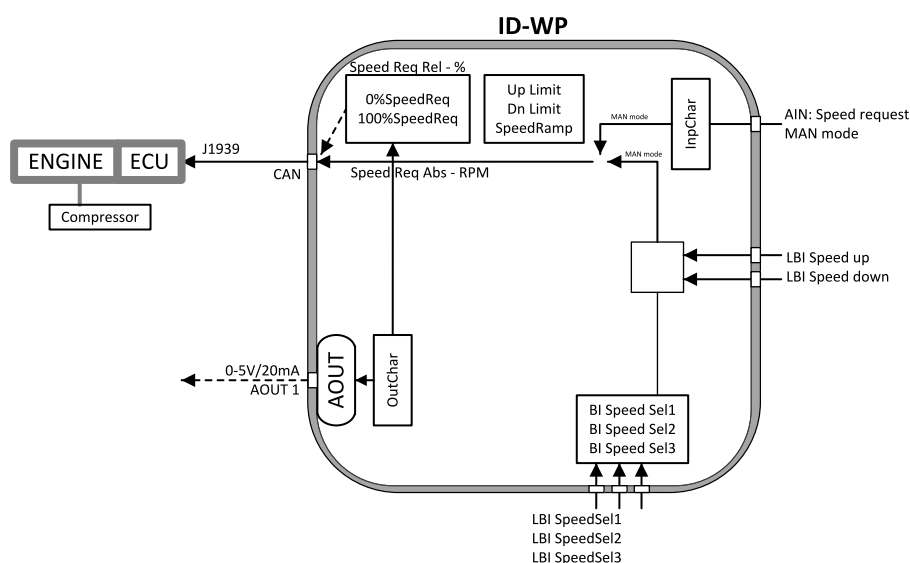 ID-WP
Speed Req Rel - %
0%SpeedReq
100%SpeedReq
Up Limit
Dn Limit
SpeedRamp
MAN mode
InpChar
AIN: Speed request
MAN mode
ENGINE
ECU
J1939
CAN
MAN mode
Speed Req Abs - RPM
Compressor
LBI Speed up
LBI Speed down
0-5V/20mA
AOUT 1
AOUT
OutChar
BI Speed Sel1
BI Speed Sel2
BI Speed Sel3
LBI SpeedSel1
LBI SpeedSel2
LBI SpeedSel3